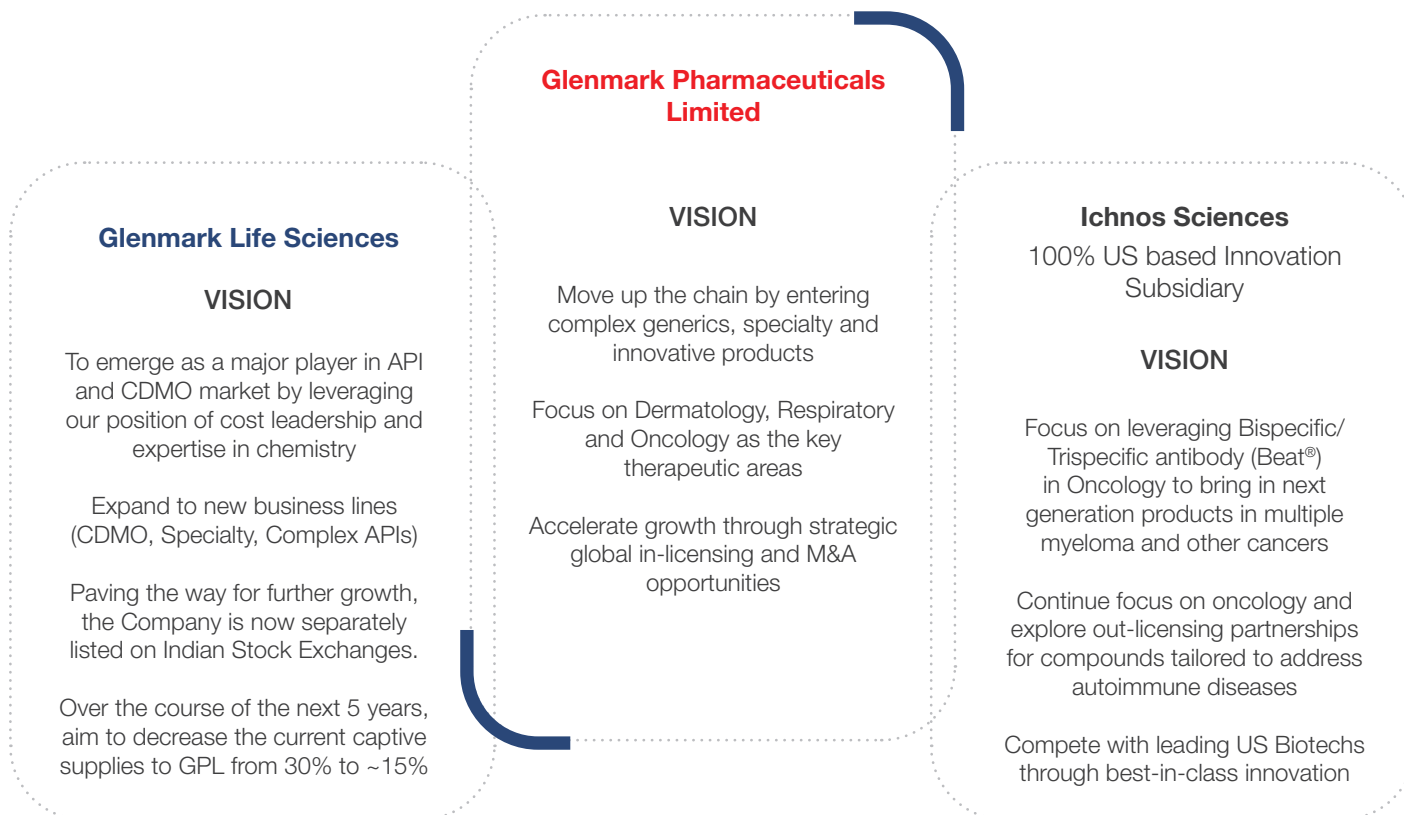 Glenmark Pharmaceuticals
Limited
VISION
Move up the chain by entering
complex generics, specialty and
innovative products
Focus on Dermatology, Respiratory
and Oncology as the key
therapeutic areas
Accelerate growth through strategic
global in-licensing and M&A
opportunities
Glenmark Life Sciences
VISION
To emerge as a major player in API
and CDMO market by leveraging
our position of cost leadership and
expertise in chemistry
Expand to new business lines
(CDMO, Specialty, Complex APIs)
Paving the way for further growth,
the Company is now separately
listed on Indian Stock Exchanges.
Over the course of the next 5 years,
aim to decrease the current captive
supplies to GPL from 30% to ~15%
Ichnos Sciences
100% US based Innovation
Subsidiary
VISION
Focus on leveraging Bispecific/
Trispecific antibody (Beat®)
in Oncology to bring in next
generation products in multiple
myeloma and other cancers
Continue focus on oncology and
explore out-licensing partnerships
for compounds tailored to address
autoimmune diseases
Compete with leading US Biotechs
through best-in-class innovation